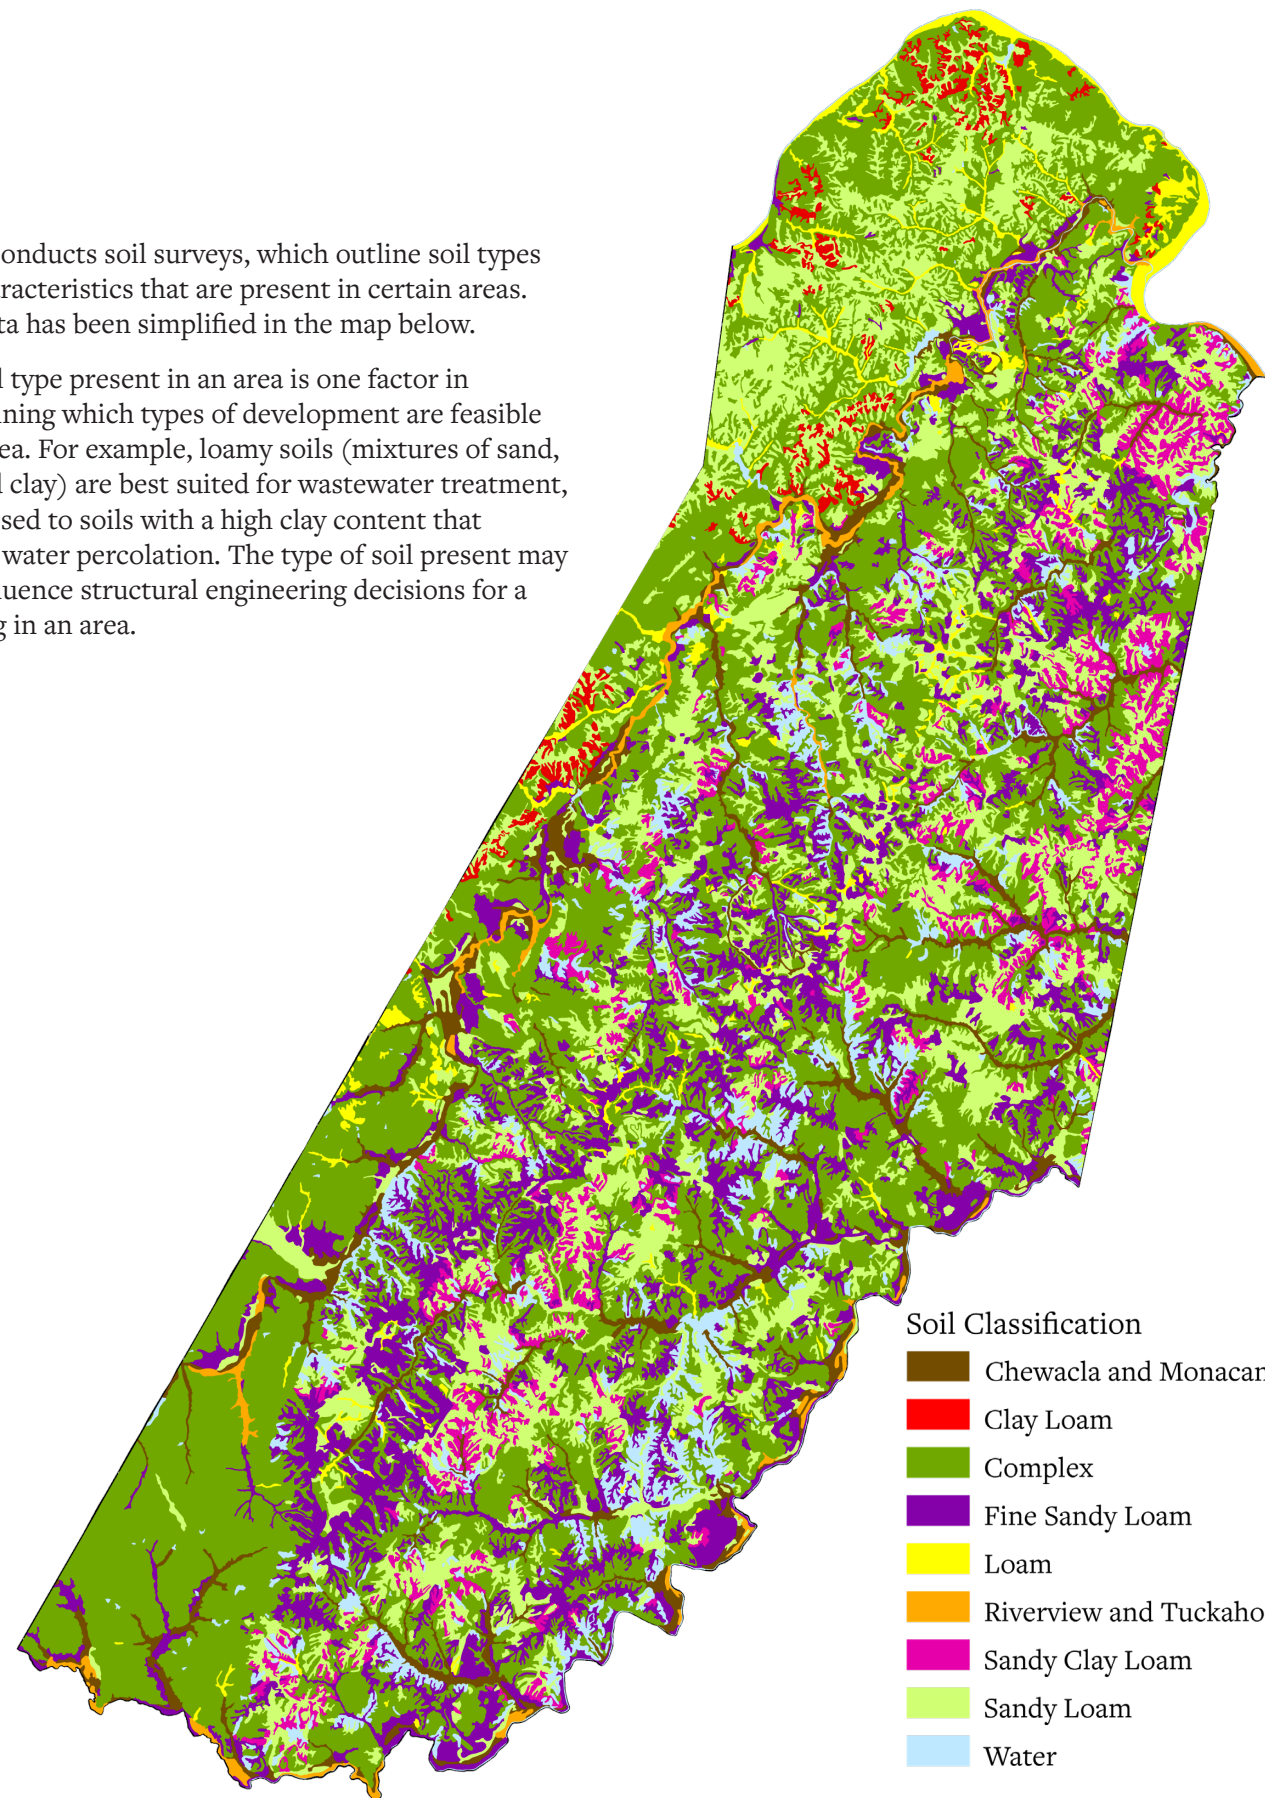 onducts soil surveys, which outline soil types
racteristics that are present in certain areas.
ta has been simplified in the map below.
l type present in an area is one factor in
ning which types of development are feasible
ea. For example, loamy soils (mixtures of sand,
l clay) are best suited for wastewater treatment,
sed to soils with a high clay content that
water percolation. The type of soil present may
luence structural engineering decisions for a
g in an area.
Soil Classification
Chewacla and Monacan
Clay Loam
Complex
Fine Sandy Loam
Loam
Riverview and Tuckaho
Sandy Clay Loam
Sandy Loam
Water